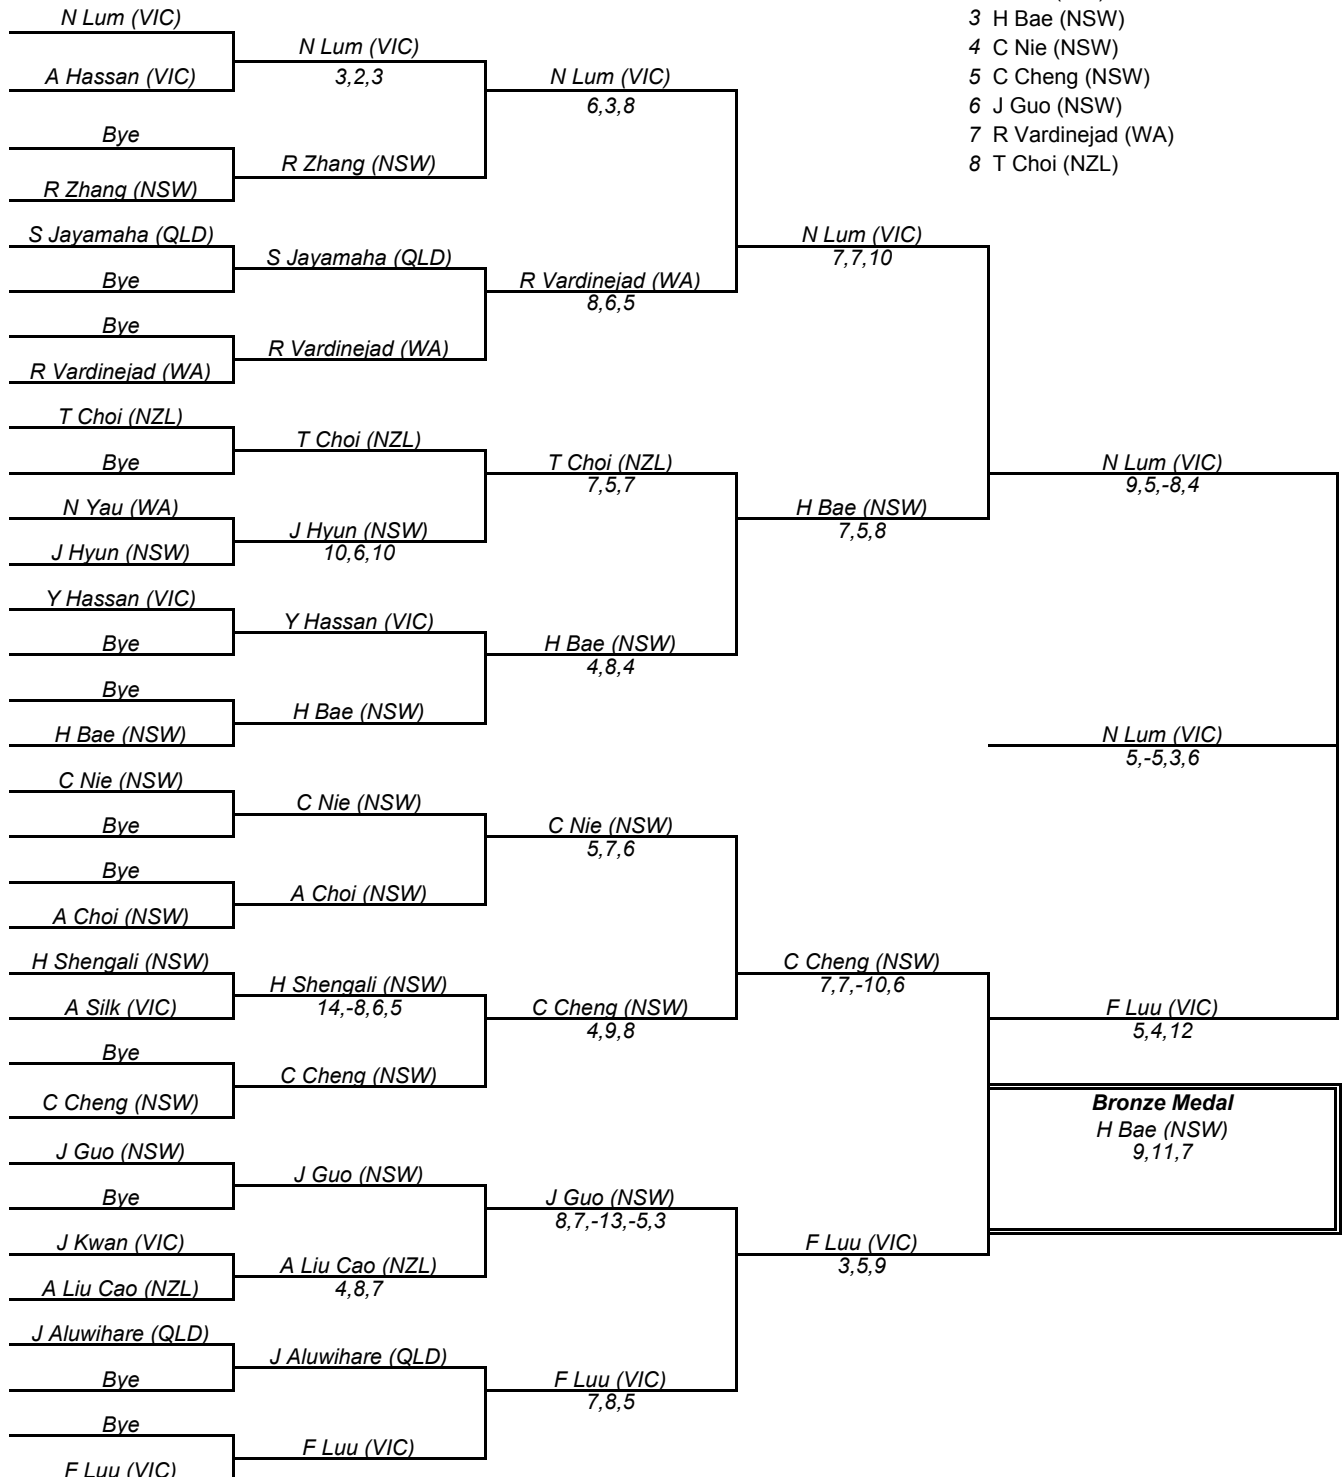 N Lum (VIC)
A Hassan (VIC)
Bye
R Zhang (NSW)
S Jayamaha (QLD)
Bye
Bye
R Vardinejad (WA)
T Choi (NZL)
Bye
N Yau (WA)
J Hyun (NSW)
Y Hassan (VIC)
Bye
Bye
H Bae (NSW)
C Nie (NSW)
Bye
Bye
A Choi (NSW)
H Shengali (NSW)
A Silk (VIC)
Bye
C Cheng (NSW)
J Guo (NSW)
Bye
J Kwan (VIC)
A Liu Cao (NZL)
J Aluwihare (QLD)
Bye
Bye
F Luu (VIC)
N Lum (VIC)
3,2,3
R Zhang (NSW)
S Jayamaha (QLD)
R Vardinejad (WA)
T Choi (NZL)
J Hyun (NSW)
10,6,10
Y Hassan (VIC)
H Bae (NSW)
C Nie (NSW)
A Choi (NSW)
H Shengali (NSW)
14,-8,6,5
C Cheng (NSW)
J Guo (NSW)
A Liu Cao (NZL)
4,8,7
J Aluwihare (QLD)
F Luu (VIC)
N Lum (VIC)
6,3,8
R Vardinejad (WA)
8,6,5
T Choi (NZL)
7,5,7
H Bae (NSW)
4,8,4
C Nie (NSW)
5,7,6
C Cheng (NSW)
4,9,8
J Guo (NSW)
8,7,-13,-5,3
F Luu (VIC)
7,8,5
N Lum (VIC)
7,7,10
H Bae (NSW)
7,5,8
C Cheng (NSW)
7,7,-10,6
F Luu (VIC)
3,5,9
3 H Bae (NSW)
4 C Nie (NSW)
5 C Cheng (NSW)
6 J Guo (NSW)
7 R Vardinejad (WA)
8 T Choi (NZL)
N Lum (VIC)
9,5,-8,4
N Lum (VIC)
5,-5,3,6
F Luu (VIC)
5,4,12
Bronze Medal
H Bae (NSW)
9,11,7